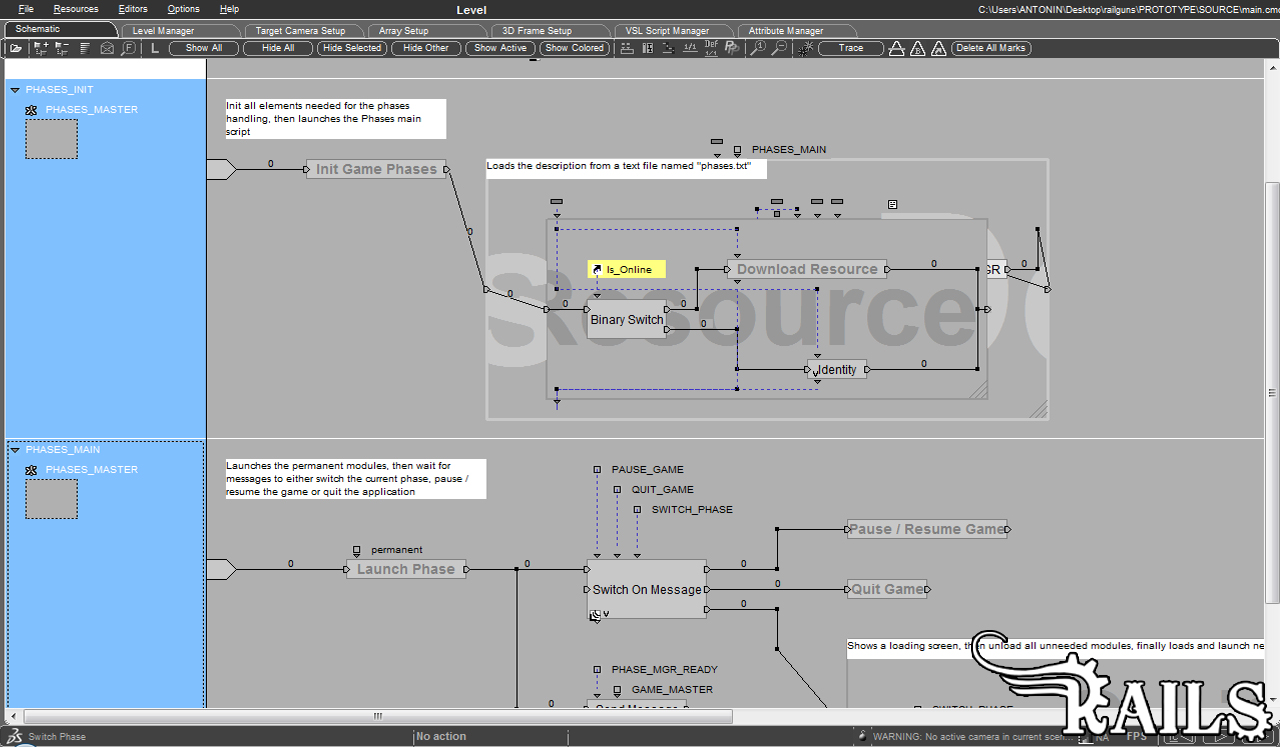 File Resources Editors Options Help Level C:\Users\ANTONIN\Desktop\railguns\PROTOTYPE\SOURCE\main.cmo
Schematic Level Manager Target Camera Setup Array Setup 3D Frame Setup VSL Script Manager Attribute Manager
L Show All Hide All Hide Selected Hide Other Show Active Show Colored 1/1 Def 1/1 Trace A B M Delete All Marks
PHASES_INIT
PHASES_MASTER
Init all elements needed for the phases
handling, then launches the Phases main
script
0 Init Game Phases
0
PHASES_MAIN
Loads the description from a text file named "phases.txt"
Is_Online
0 0 Binary Switch 0 0
Download Resource 0
GR 0
Resource
Identity 0
PHASES_MAIN
PHASES_MASTER
Launches the permanent modules, then wait for
messages to either switch the current phase, pause /
resume the game or quit the application
PAUSE_GAME
QUIT_GAME
SWITCH_PHASE
permanent
0 Launch Phase 0
Switch On Message
0 Pause / Resume Game
0 Quit Game
0
Shows a loading screen, then unload all unneeded modules, finally loads and launch ne
PHASE_MGR_READY
GAME_MASTER
0 Send Message
SWITCH_PHASE
RAILS
Switch Phase No action WARNING: No active camera in current scen... NA FPS